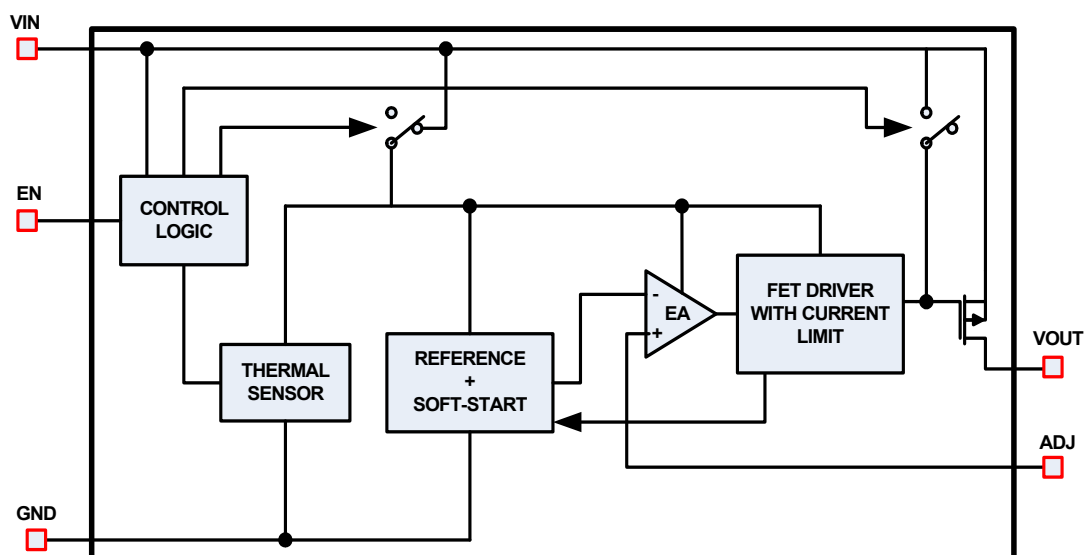 VIN
EN
CONTROL
LOGIC
THERMAL
SENSOR
REFERENCE
+
SOFT-START
-
EA
+
FET DRIVER
WITH CURRENT
LIMIT
VOUT
ADJ
GND